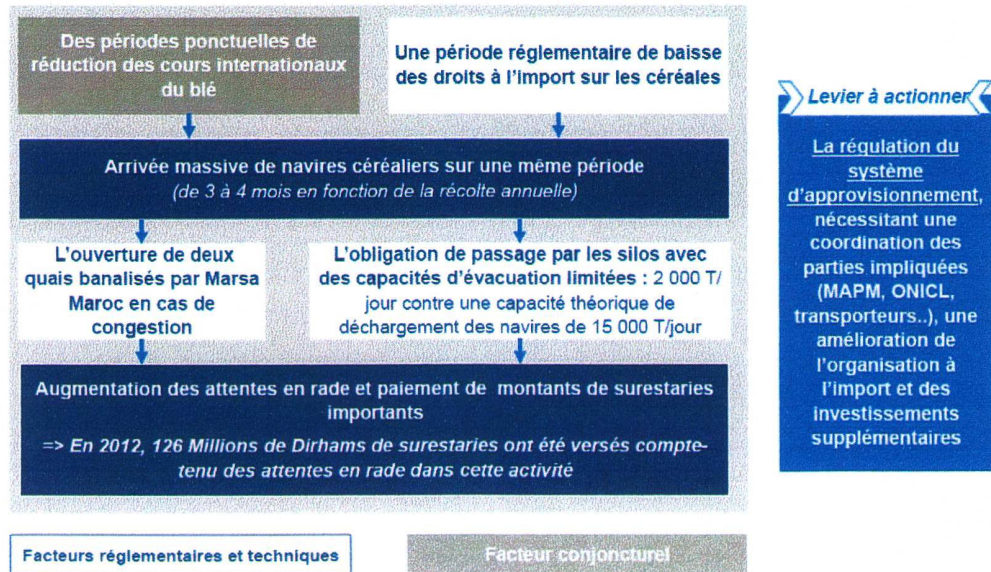 Des périodes ponctuelles de
réduction des cours internationaux
du blé
Une période réglementaire de baisse
des droits à l'import sur les céréales
Arrivée massive de navires céréaliers sur une même période
(de 3 à 4 mois en fonction de la récolte annuelle)
L'ouverture de deux
quais banalisés par Marsa
Maroc en cas de
congestion
L'obligation de passage par les silos avec
des capacités d'évacuation limitées : 2 000 T/
jour contre une capacité théorique de
déchargement des navires de 15 000 T/jour
Augmentation des attentes en rade et paiement de montants de surestaries
importants
=> En 2012, 126 Millions de Dirhams de surestaries ont été versés compte-
tenu des attentes en rade dans cette activité
Levier à actionner
La régulation du
système
d'approvisionnement,
nécessitant une
coordination des
parties impliquées
(MAPM, ONICL,
transporteurs..), une
amélioration de
l'organisation à
l'import et des
investissements
supplémentaires
Facteurs réglementaires et techniques
Facteur conjoncturel